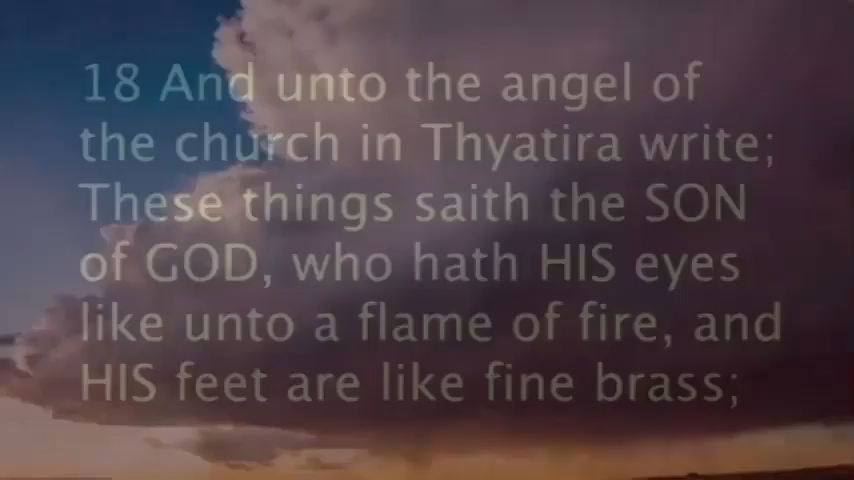 18 And unto the angel of
the church in Thyatira write;
These things saith the SON
of GOD, who hath HIS eyes
like unto a flame of fire, and
HIS feet are like fine brass;